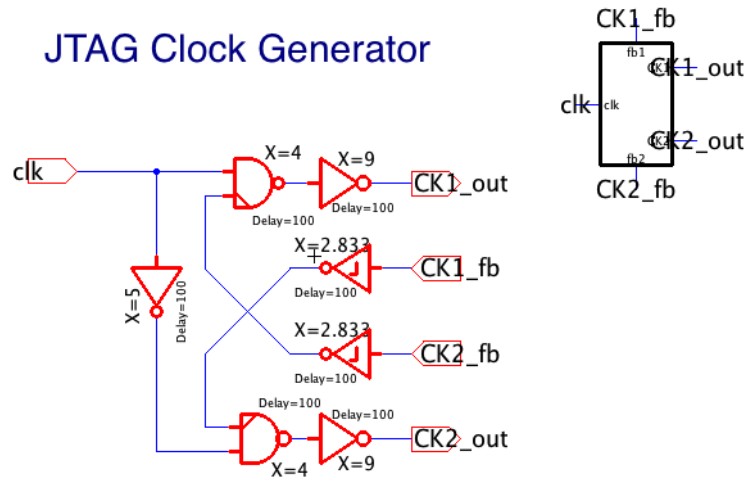 JTAG Clock Generator
CK1_fb
fb1
CK1_out
clk
clk
CK2_out
fb2
CK2_fb
clk
X=4
X=9
CK1_out
Delay=100
Delay=100
X=2.833
CK1_fb
Delay=100
X=5
Delay=100
X=2.833
CK2_fb
Delay=100
Delay=100
Delay=100
CK2_out
X=4
X=9